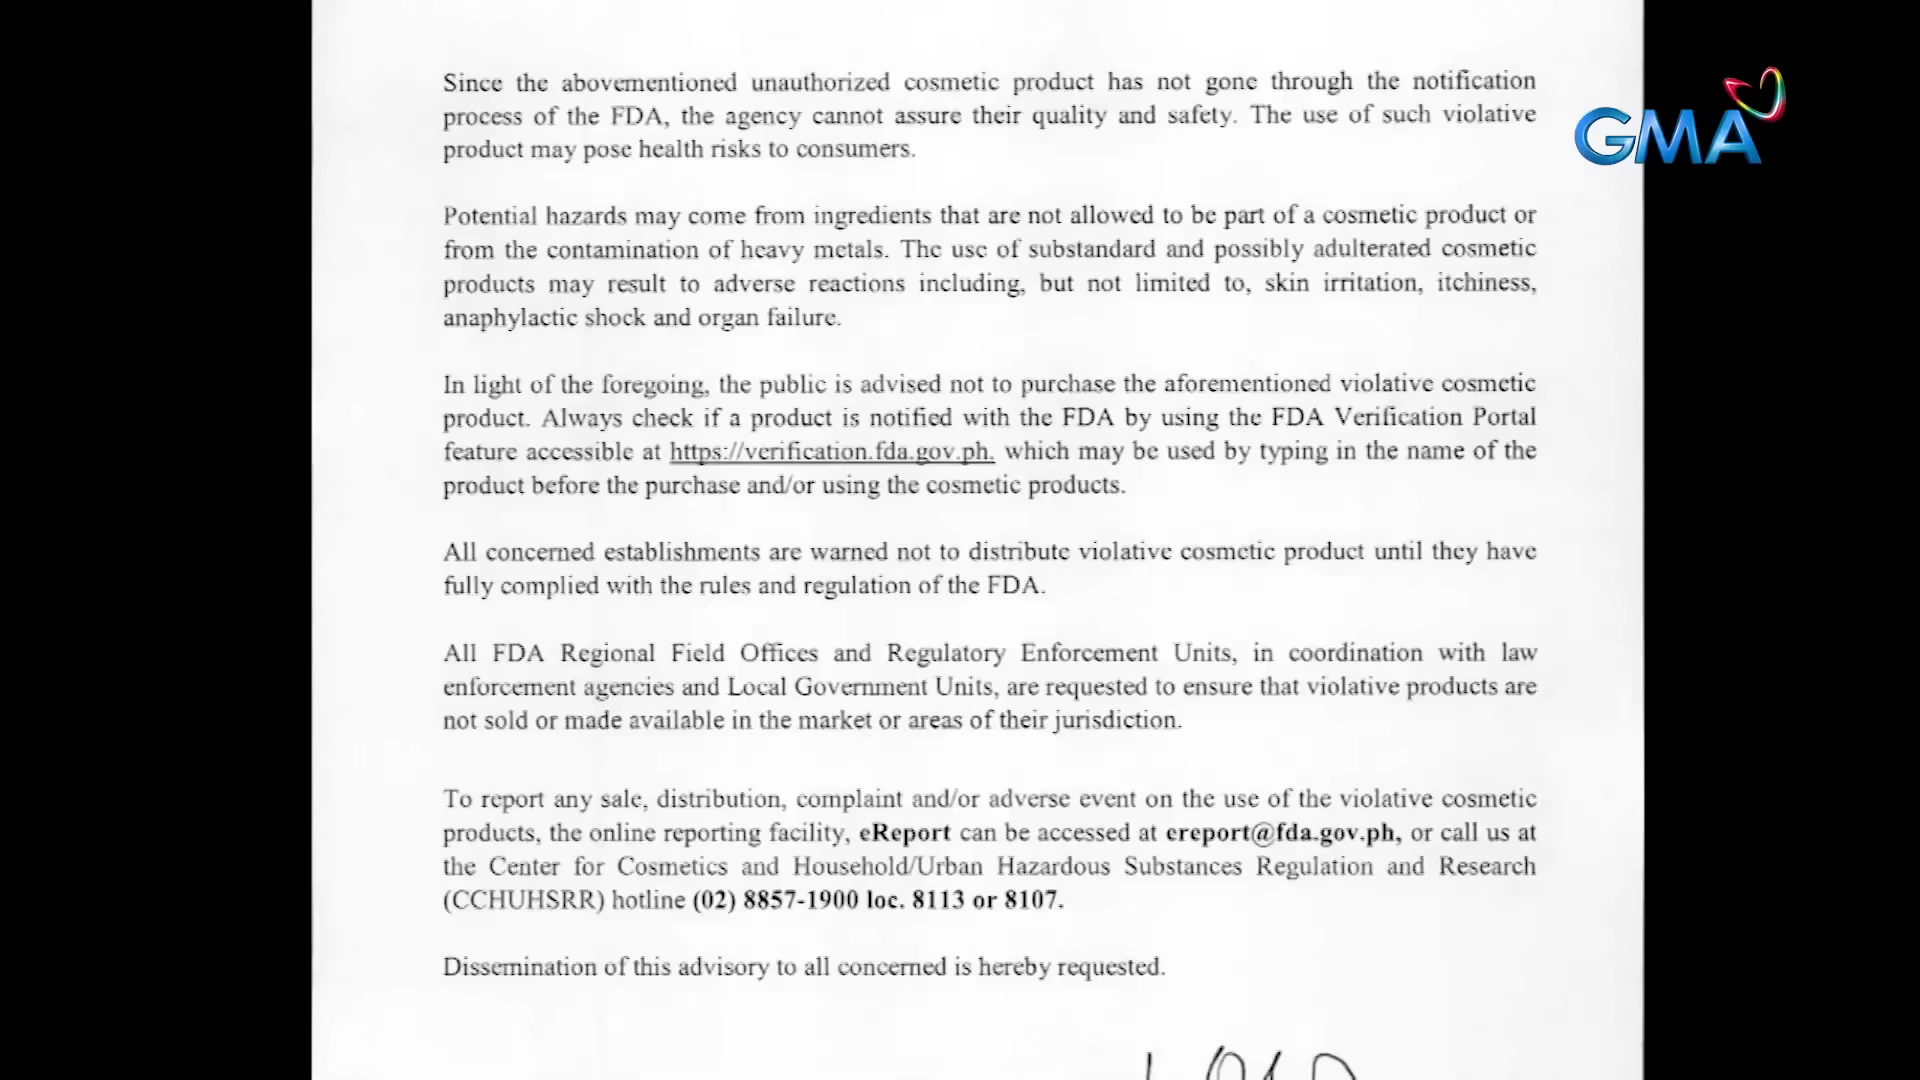 Since the abovementioned unauthorized cosmetic product has not gone through the notification
process of the FDA, the agency cannot assure their quality and safety. The use of such violative
product may pose health risks to consumers.
GMA
Potential hazards may come from ingredients that are not allowed to be part of a cosmetic product or
from the contamination of heavy metals. The use of substandard and possibly adulterated cosmetic
products may result to adverse reactions including, but not limited to, skin irritation, itchiness,
anaphylactic shock and organ failure.
In light of the foregoing, the public is advised not to purchase the aforementioned violative cosmetic
product. Always check if a product is notified with the FDA by using the FDA Verification Portal
feature accessible at https://verification.fda.gov.ph. which may be used by typing in the name of the
product before the purchase and/or using the cosmetic products.
All concerned establishments are warned not to distribute violative cosmetic product until they have
fully complied with the rules and regulation of the FDA.
All FDA Regional Field Offices and Regulatory Enforcement Units, in coordination with law
enforcement agencies and Local Government Units, are requested to ensure that violative products are
not sold or made available in the market or areas of their jurisdiction.
To report any sale, distribution, complaint and/or adverse event on the use of the violative cosmetic
products, the online reporting facility, eReport can be accessed at ereport@fda.gov.ph, or call us at
the Center for Cosmetics and Household/Urban Hazardous Substances Regulation and Research
(CCHUHSRR) hotline (02) 8857-1900 loc. 8113 or 8107.
Dissemination of this advisory to all concerned is hereby requested.